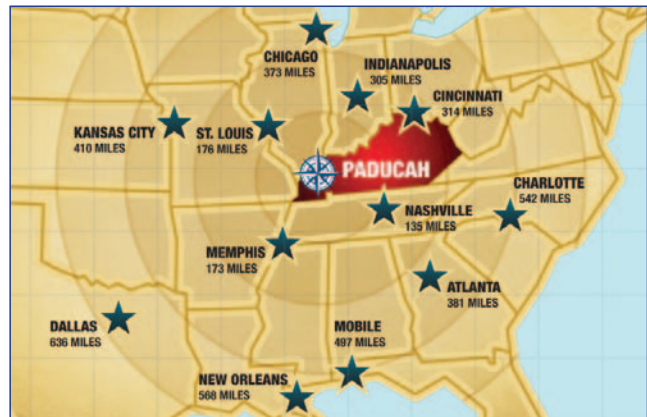 CHICAGO
373 MILES
INDIANAPOLIS
305 MILES
CINCINNATI
314 MILES
KANSAS CITY
410 MILES
ST. LOUIS
176 MILES
PADUCAH
CHARLOTTE
542 MILES
NASHVILLE
135 MILES
MEMPHIS
173 MILES
ATLANTA
381 MILES
DALLAS
636 MILES
MOBILE
497 MILES
NEW ORLEANS
568 MILES